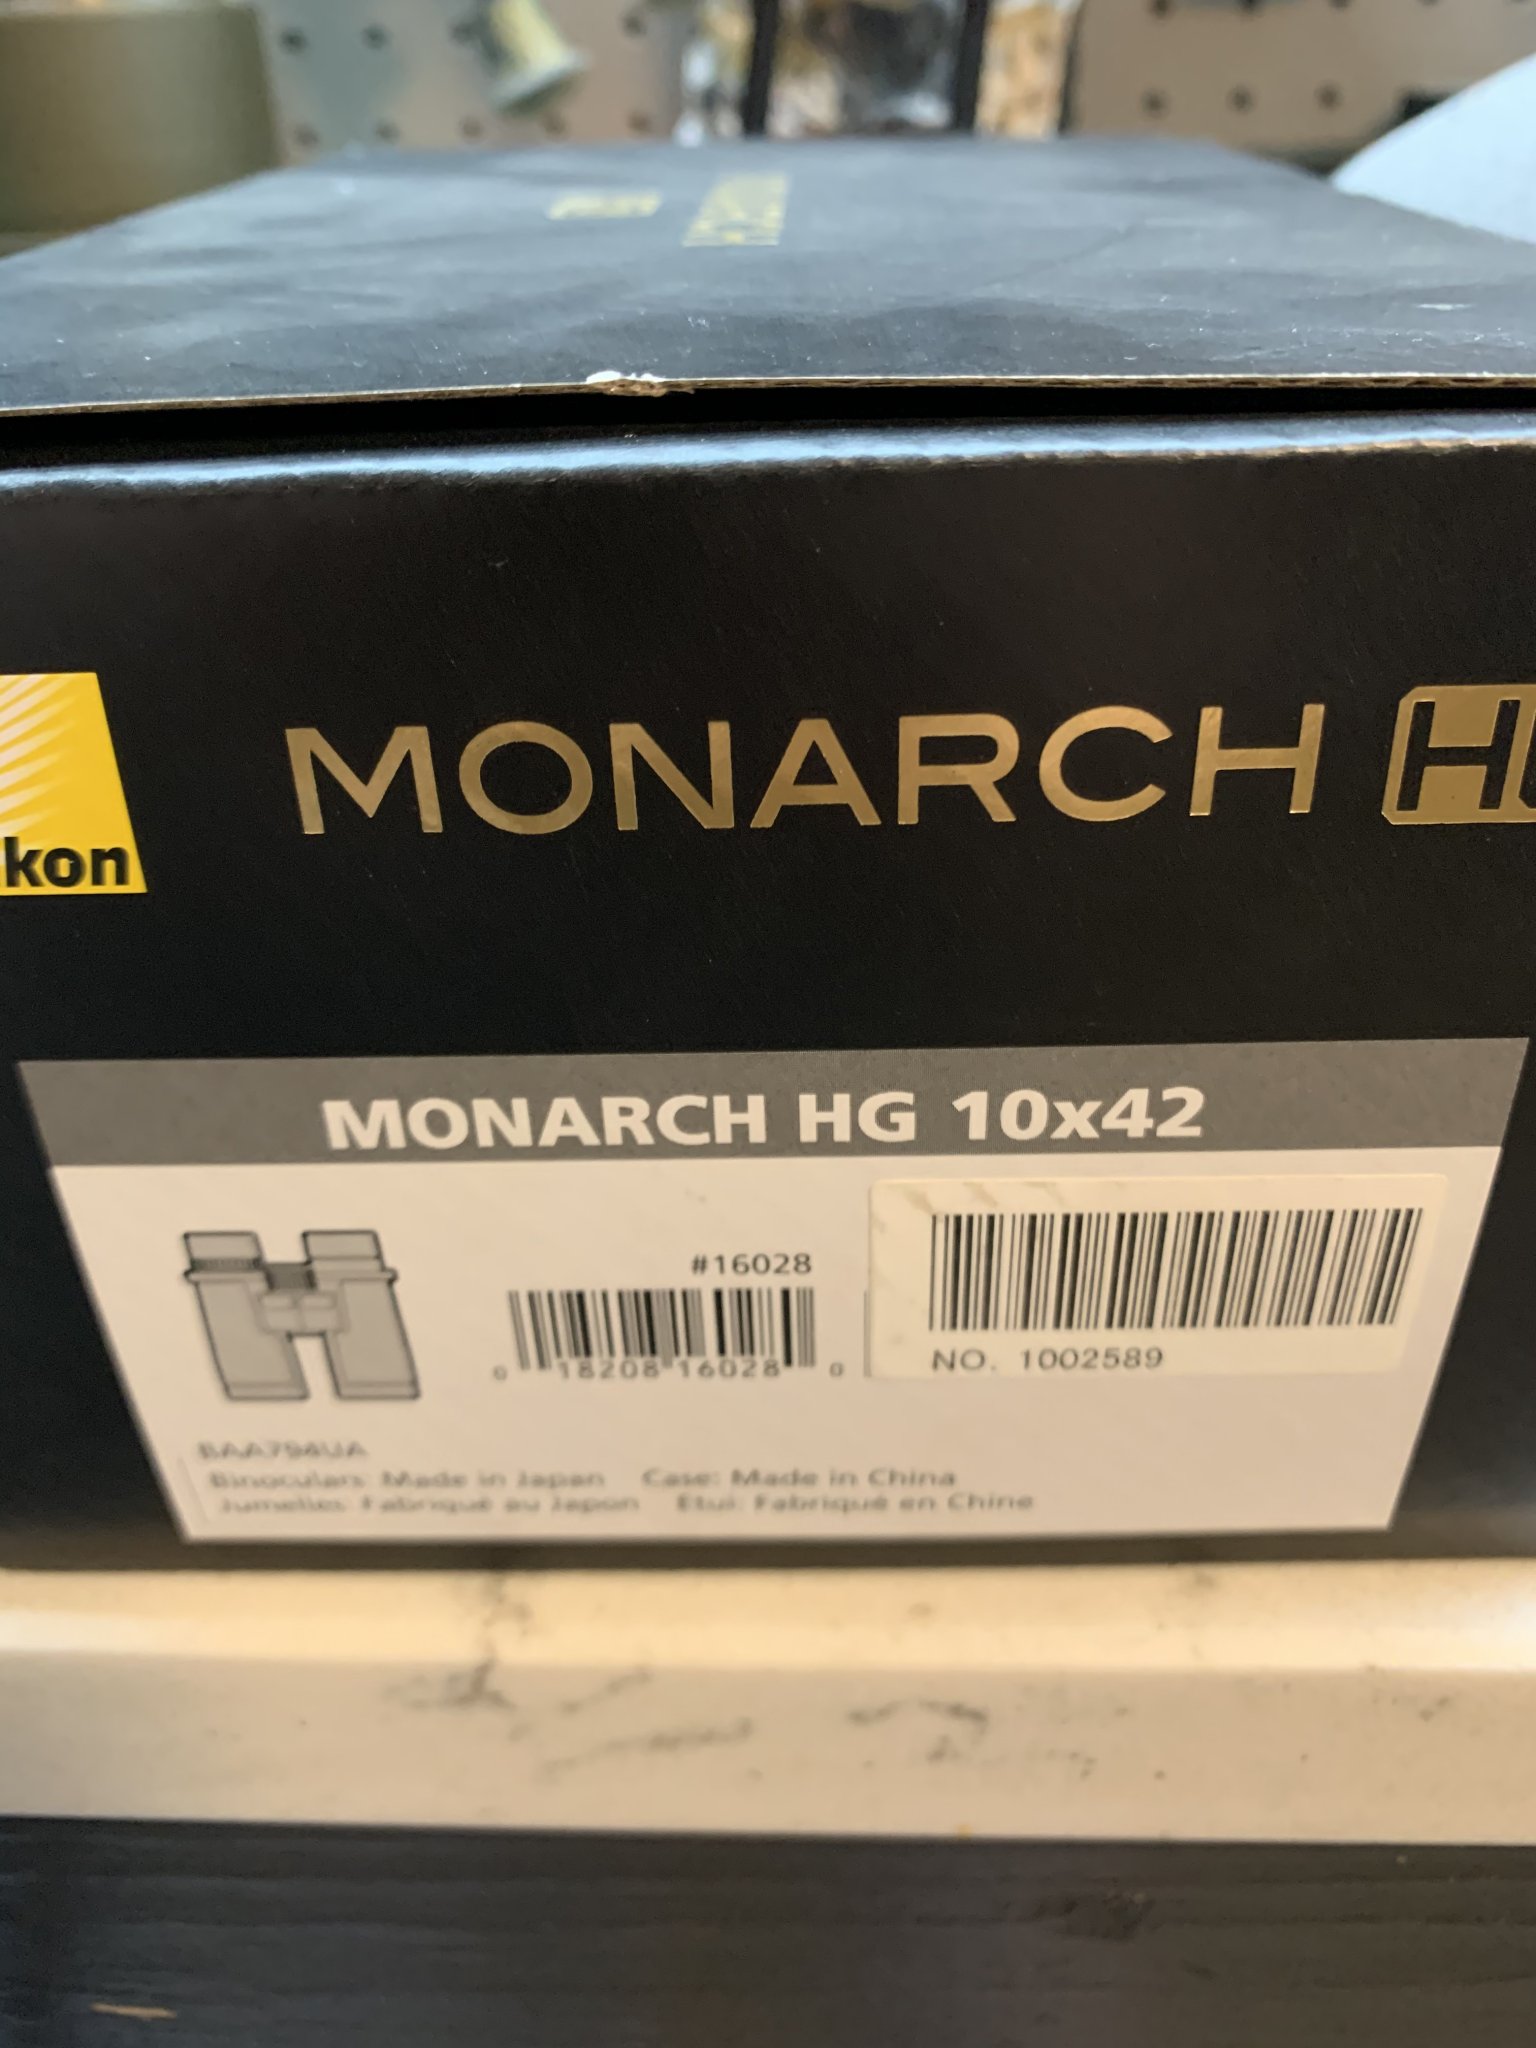 kon
MONARCH H
MONARCH HG 10x42
#16028
0 18208 16028 0
NO. 1002589
BAA794UA
Binoculars: Made in Japan Case: Made in China
Jumelles: Fabriqué au Japon Étui: Fabriqué en Chine